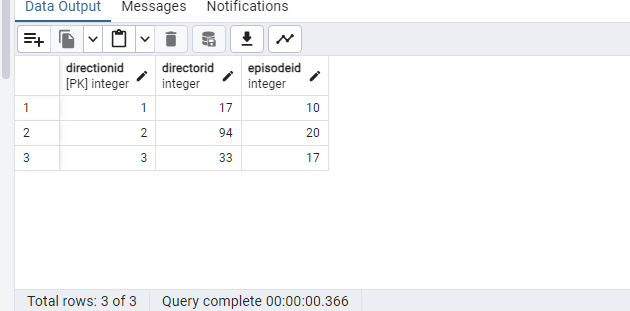 Data Output Messages Notifications
directionid directorid episodeid
[PK] integer integer integer
1 1 17 10
2 2 94 20
3 3 33 17
Total rows: 3 of 3 Query complete 00:00:00.366